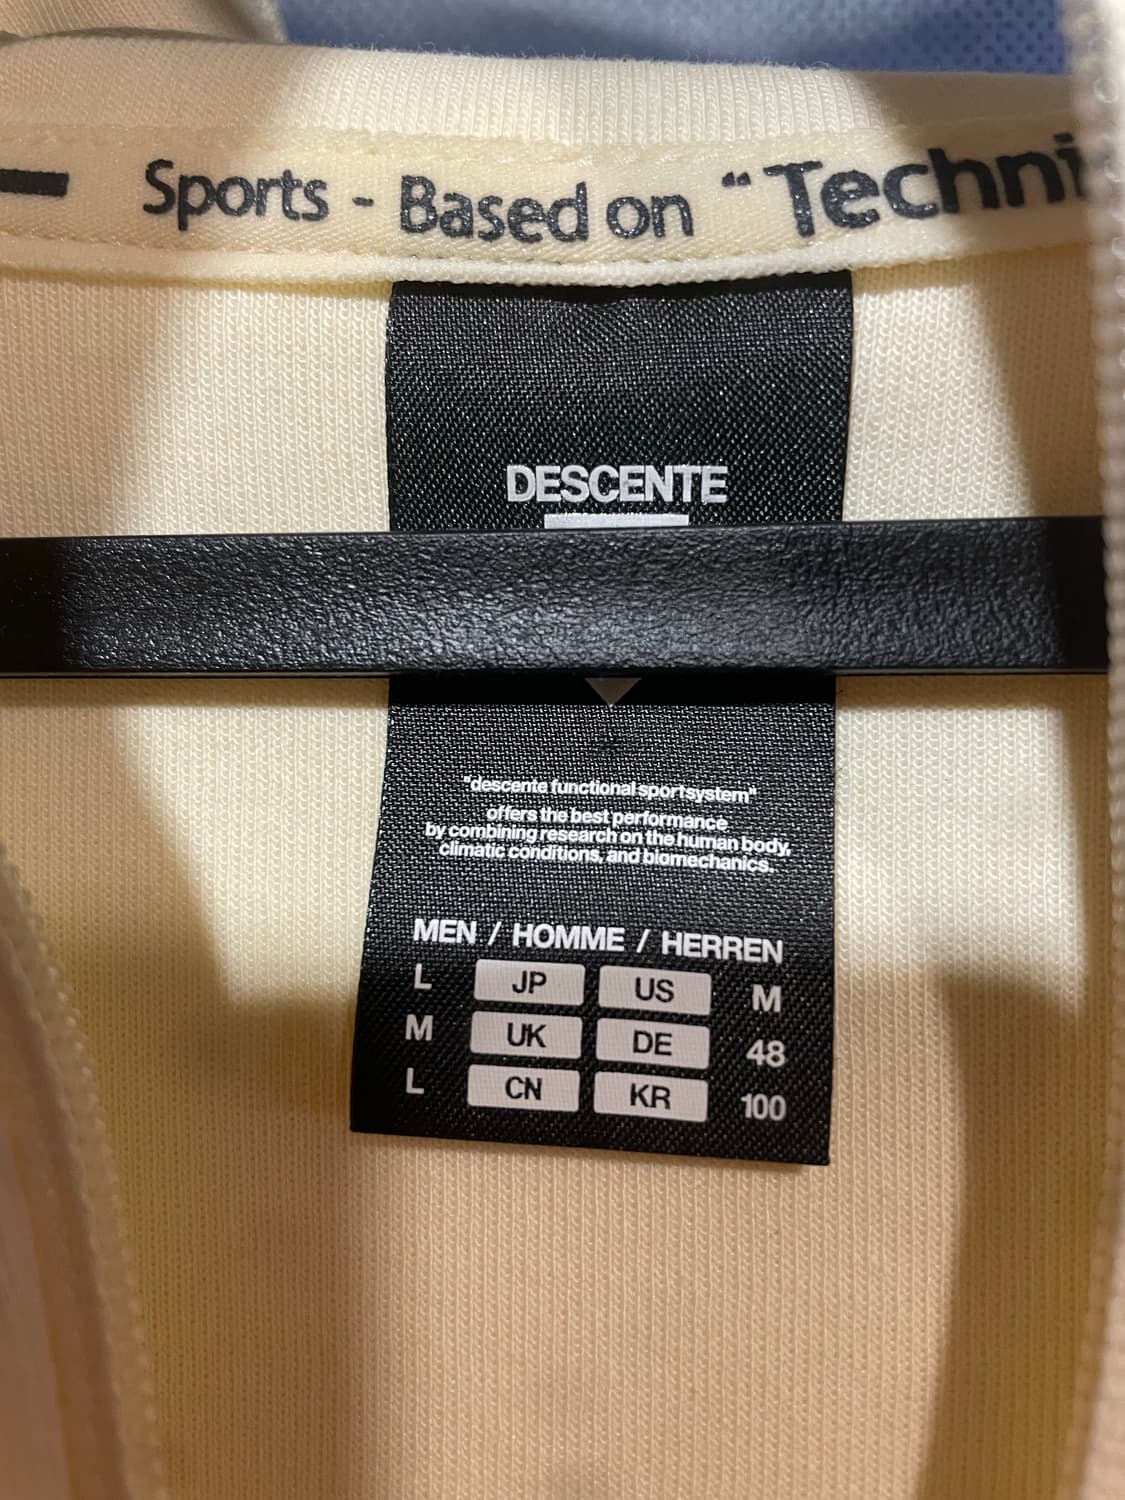 Sports - Based on “Techni
DESCENTE
"descente functional sportsystem"
offers the best performance
by combining research on the human body,
climatic conditions, and biomechanics.
MEN / HOMME / HERREN
L JP US M
M UK DE 48
L CN KR 100